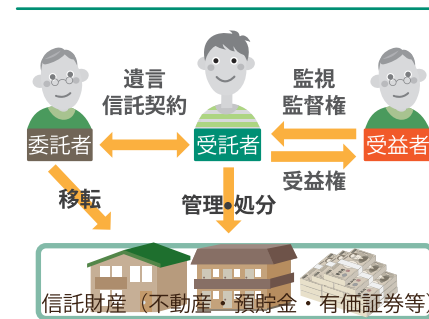 遺言
信託契約
監視
監督権
委託者
受託者
受益者
受益権
移転
管理・処分
信託財産（不動産・預貯金・有価証券等）